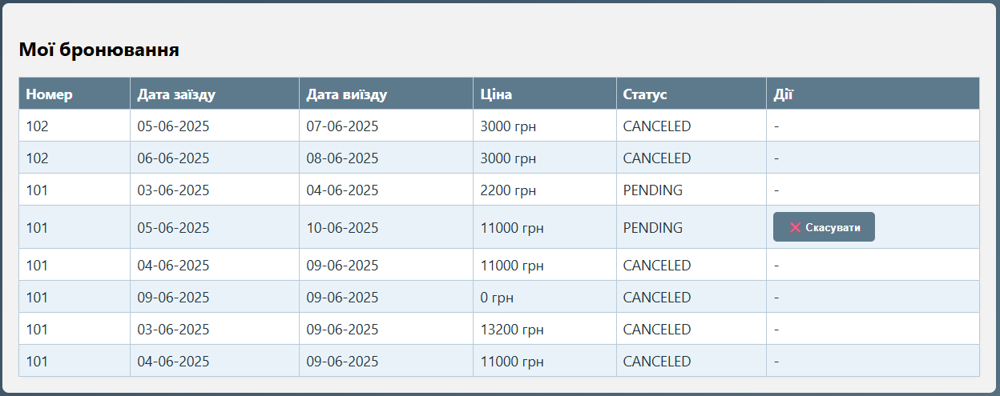 Мої бронювання
Номер Дата заїзду Дата виїзду Ціна Статус Дії
102 05-06-2025 07-06-2025 3000 грн CANCELED -
102 06-06-2025 08-06-2025 3000 грн CANCELED -
101 03-06-2025 04-06-2025 2200 грн PENDING -
101 05-06-2025 10-06-2025 11000 грн PENDING ❌ Скасувати
101 04-06-2025 09-06-2025 11000 грн CANCELED -
101 09-06-2025 09-06-2025 0 грн CANCELED -
101 03-06-2025 09-06-2025 13200 грн CANCELED -
101 04-06-2025 09-06-2025 11000 грн CANCELED -